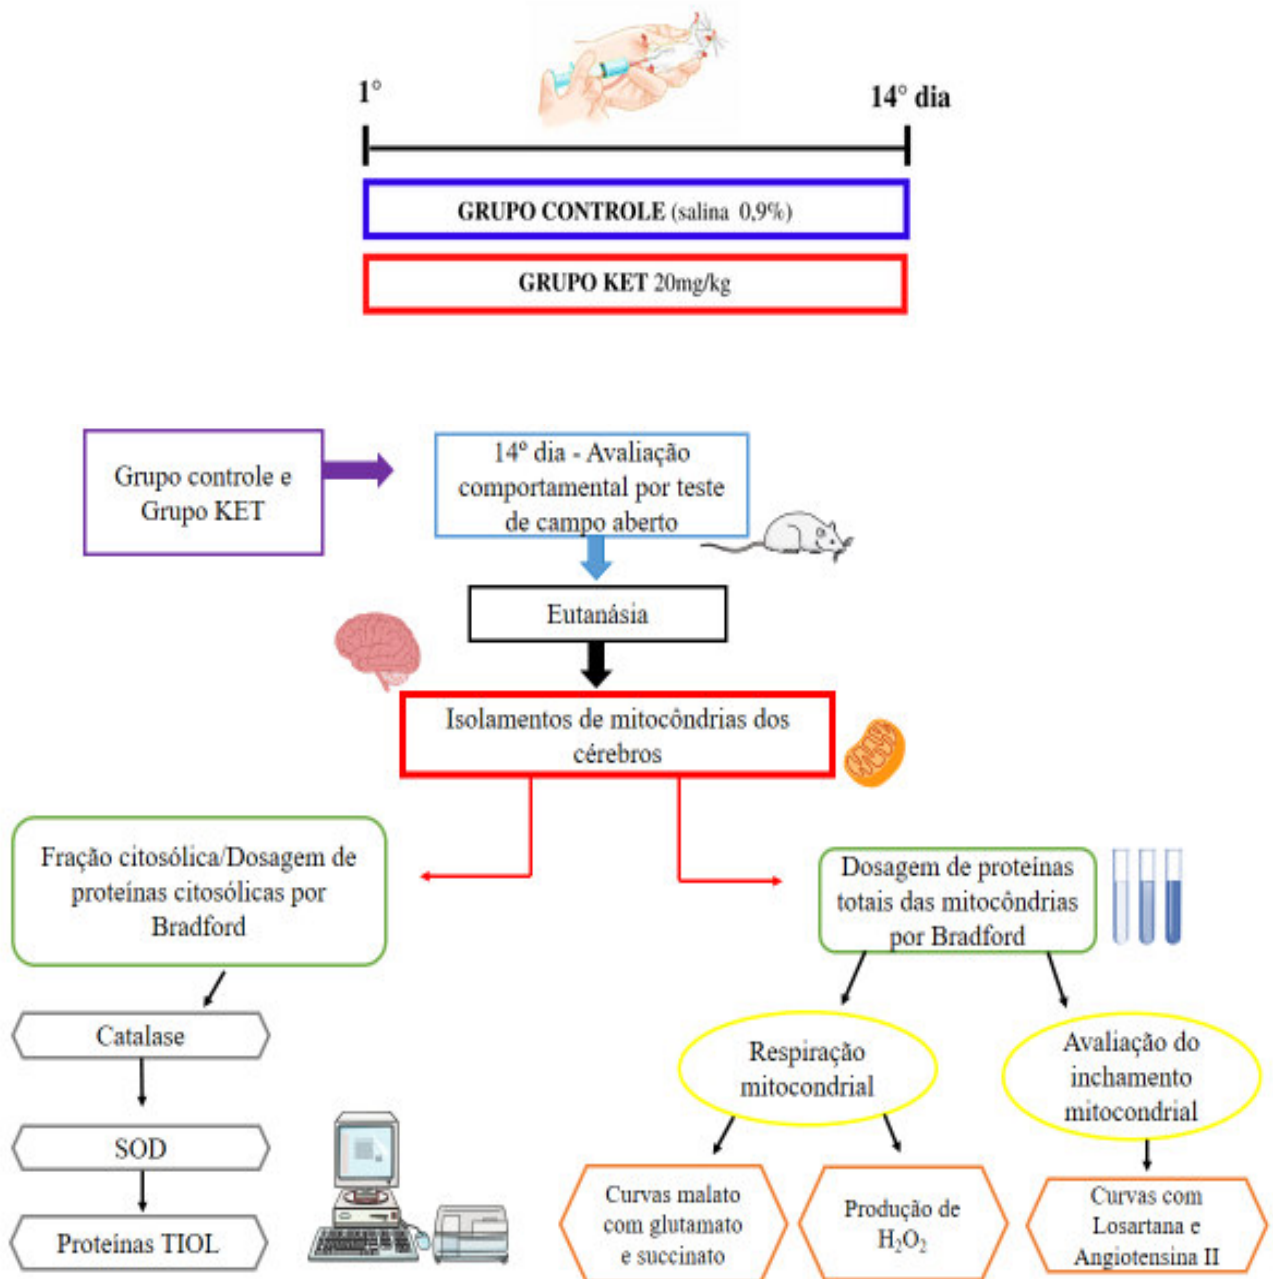 1°
14° dia
GRUPO CONTROLE (salina 0,9%)
GRUPO KET 20mg/kg
Grupo controle e
Grupo KET
14º dia - Avaliação
comportamental por teste
de campo aberto
Eutanásia
Isolamentos de mitocôndrias dos
cérebros
Fração citosólica/Dosagem de
proteínas citosólicas por
Bradford
Dosagem de proteínas
totais das mitocôndrias
por Bradford
Catalase
SOD
Proteínas TIOL
Respiração
mitocondrial
Avaliação do
inchamento
mitocondrial
Curvas malato
com glutamato
e succinato
Produção de
H₂O₂
Curvas com
Losartana e
Angiotensina II